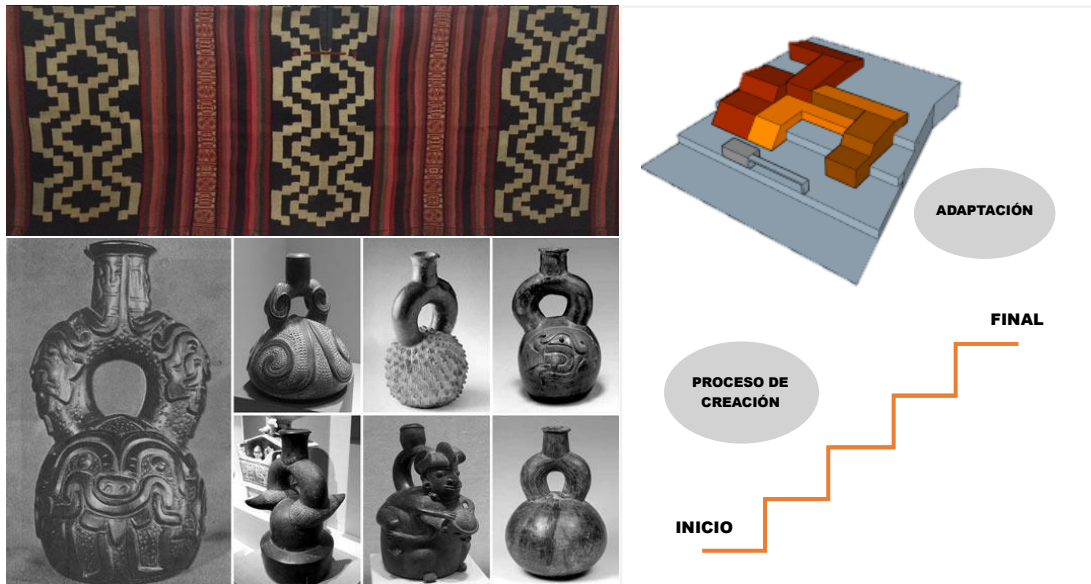 ADAPTACIÓN
FINAL
PROCESO DE
CREACIÓN
INICIO